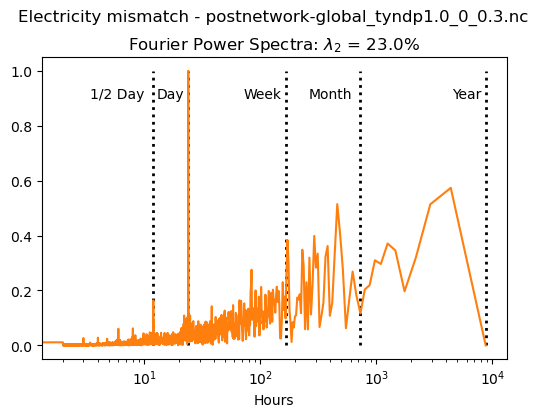 Electricity mismatch - postnetwork-global_tyndp1.0_0_0.3.nc
Fourier Power Spectra: λ₂ = 23.0%
1.0
1/2 Day Day Week Month Year
0.8
0.6
0.4
0.2
0.0
10¹ 10² 10³ 10⁴
Hours